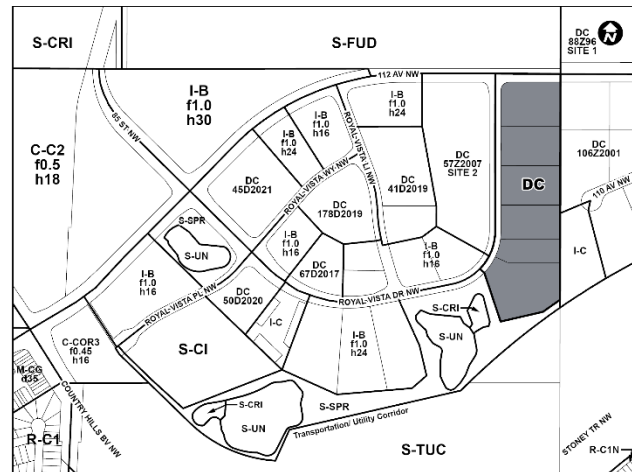 S-CRI
S-FUD
DC
88Z96
SITE 1
N
112 AV NW
I-B
f1.0
h30
85 ST NW
C-C2
f0.5
h18
I-B
f1.0
h24
I-B
f1.0
h16
I-B
f1.0
h24
ROYAL-VISTA LI NW
DC
57Z2007
SITE 2
DC
106Z2001
110 AV NW
DC
DC
45D2021
ROYAL-VISTA WY NW
DC
41D2019
DC
178D2019
S-SPR
S-UN
I-B
f1.0
h16
I-B
f1.0
h16
I-C
I-B
f1.0
h16
DC
67D2017
ROYAL-VISTA PL NW
DC
50D2020
ROYAL-VISTA DR NW
I-C
S-CRI
S-UN
C-COR3
f0.45
h16
S-CI
I-B
f1.0
h24
M-CG
d35
COUNTRY HILLS BV NW
S-CRI
S-UN
S-SPR
Transportation/ Utility Corridor
R-C1
S-TUC
STONEY TR NW
R-C1N